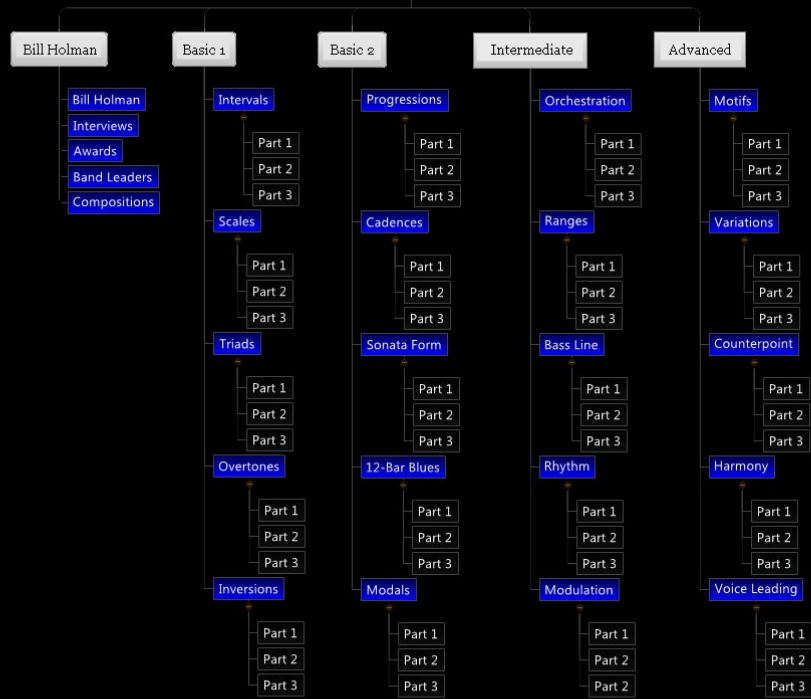 Bill Holman
Bill Holman
Interviews
Awards
Band Leaders
Compositions
Basic 1
Intervals
Part 1
Part 2
Part 3
Scales
Part 1
Part 2
Part 3
Triads
Part 1
Part 2
Part 3
Overtones
Part 1
Part 2
Part 3
Inversions
Part 1
Part 2
Part 3
Basic 2
Progressions
Part 1
Part 2
Part 3
Cadences
Part 1
Part 2
Part 3
Sonata Form
Part 1
Part 2
Part 3
12-Bar Blues
Part 1
Part 2
Part 3
Modals
Part 1
Part 2
Part 3
Intermediate
Orchestration
Part 1
Part 2
Part 3
Ranges
Part 1
Part 2
Part 3
Bass Line
Part 1
Part 2
Part 3
Rhythm
Part 1
Part 2
Part 3
Modulation
Part 1
Part 2
Part 2
Advanced
Motifs
Part 1
Part 2
Part 3
Variations
Part 1
Part 2
Part 3
Counterpoint
Part 1
Part 2
Part 3
Harmony
Part 1
Part 2
Part 3
Voice Leading
Part 1
Part 2
Part 3